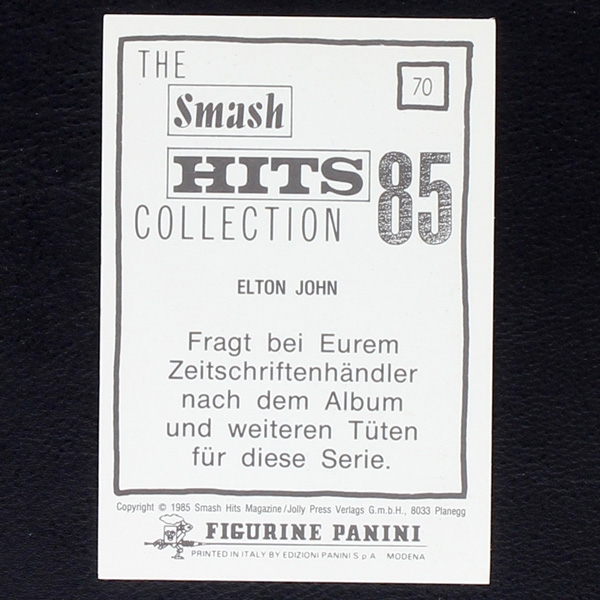 THE
70
Smash
HITS 85
COLLECTION
ELTON JOHN
Fragt bei Eurem
Zeitschriftenhändler
nach dem Album
und weiteren Tüten
für diese Serie.
Copyright © 1985 Smash Hits Magazine/Jolly Press Verlags G.m.b.H., 8033 Planegg
FIGURINE PANINI
PRINTED IN ITALY BY EDIZIONI PANINI S.p.A. MODENA